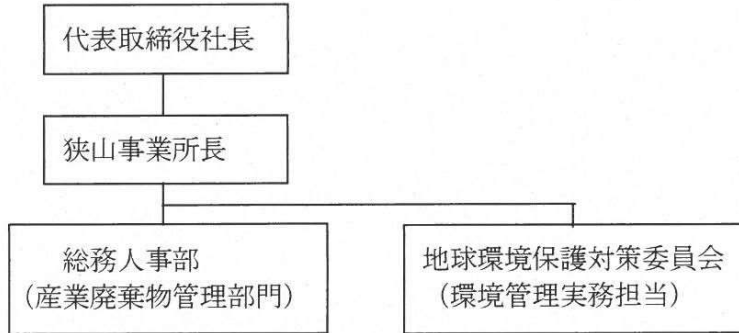 代表取締役社長
狭山事業所長
総務人事部
（産業廃棄物管理部門）
地球環境保護対策委員会
（環境管理実務担当）